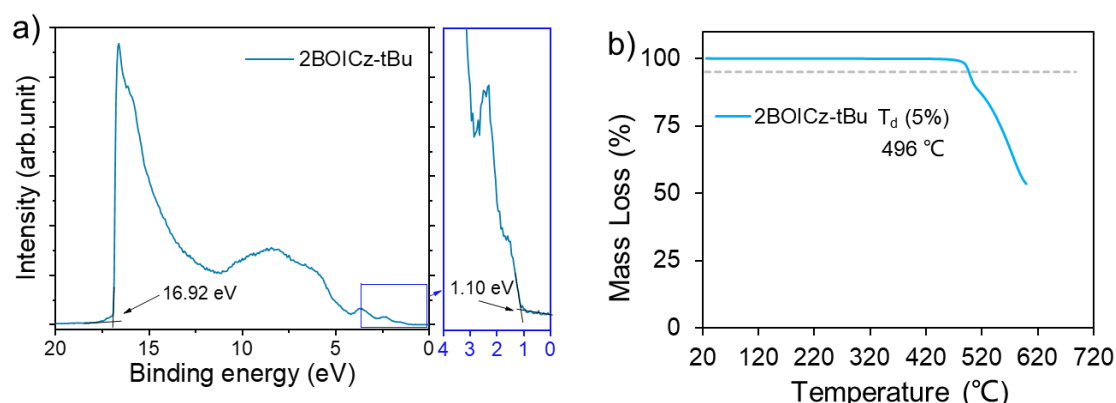 a)
Intensity (arb.unit)
2BOICz-tBu
16.92 eV
20 15 10 5 0
Binding energy (eV)
1.10 eV
4 3 2 1 0
b)
Mass Loss (%)
100
75
50
25
0
2BOICz-tBu Td (5%)
496 ℃
20 120 220 320 420 520 620 720
Temperature (℃)